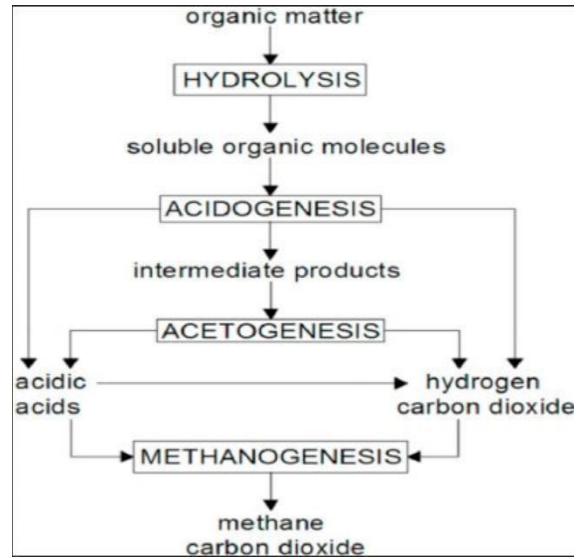 organic matter
HYDROLYSIS
soluble organic molecules
ACIDOGENESIS
intermediate products
ACETOGENESIS
acidic
acids
hydrogen
carbon dioxide
METHANOGENESIS
methane
carbon dioxide